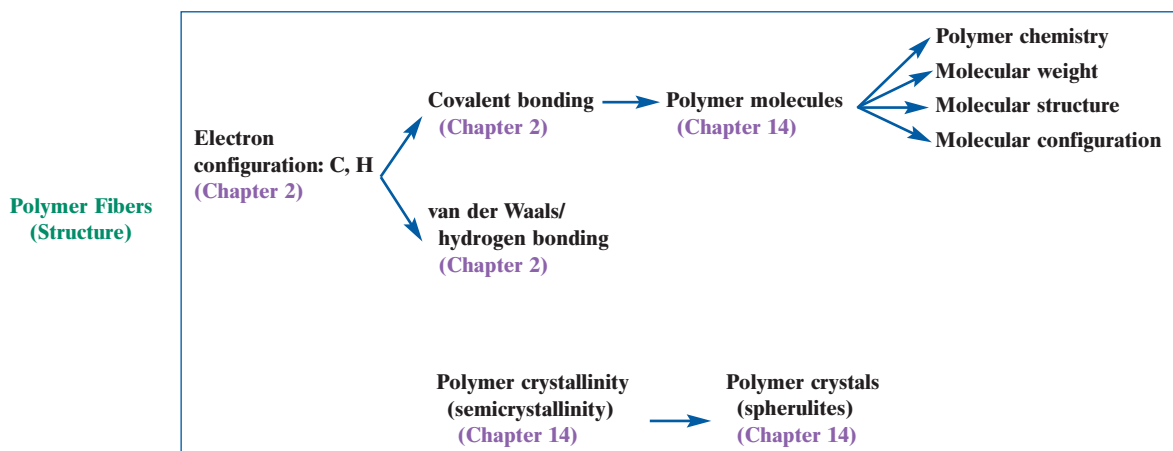 Polymer Fibers
(Structure)
Electron
configuration: C, H
(Chapter 2)
Covalent bonding
(Chapter 2)
Polymer molecules
(Chapter 14)
Polymer chemistry
Molecular weight
Molecular structure
Molecular configuration
van der Waals/
hydrogen bonding
(Chapter 2)
Polymer crystallinity
(semicrystallinity)
(Chapter 14)
Polymer crystals
(spherulites)
(Chapter 14)